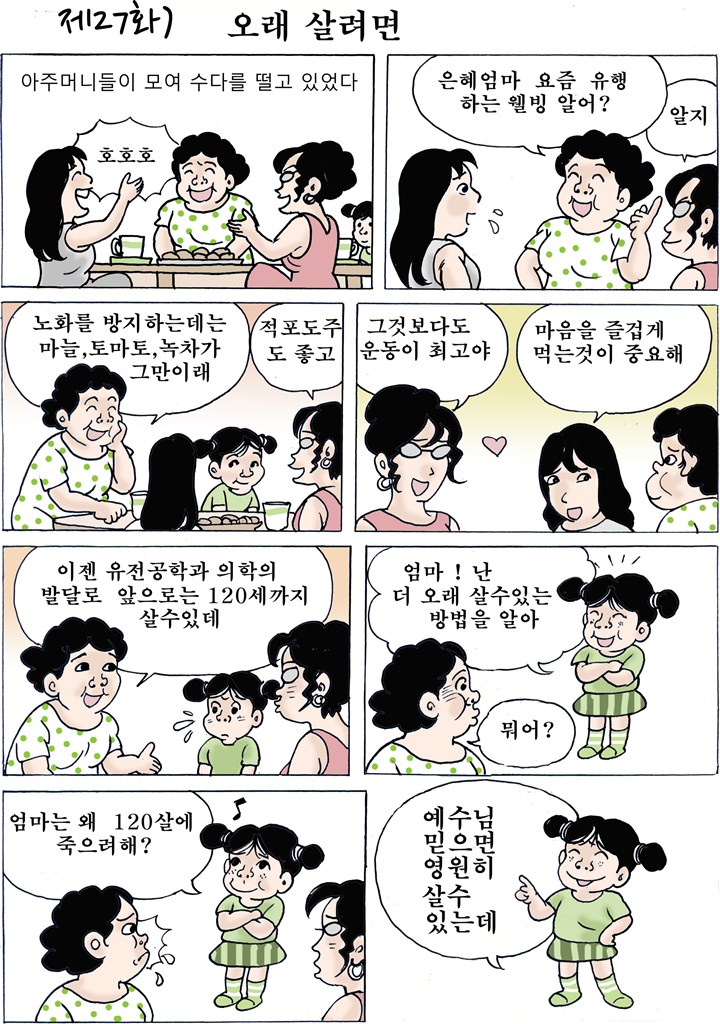 제27화) 오래 살려면
아주머니들이 모여 수다를 떨고 있었다
호호호
은혜엄마 요즘 유행
하는 웰빙 알어?
알지
노화를 방지하는데는
마늘,토마토,녹차가
그만이래
적포도주
도 좋고
그것보다도
운동이 최고야
마음을 즐겁게
먹는것이 중요해
이젠 유전공학과 의학의
발달로 앞으로는 120세까지
살수있데
엄마 ! 난
더 오래 살수있는
방법을 알아
뭐어?
엄마는 왜 120살에
죽으려해?
예수님
믿으면
영원히
살수
있는데